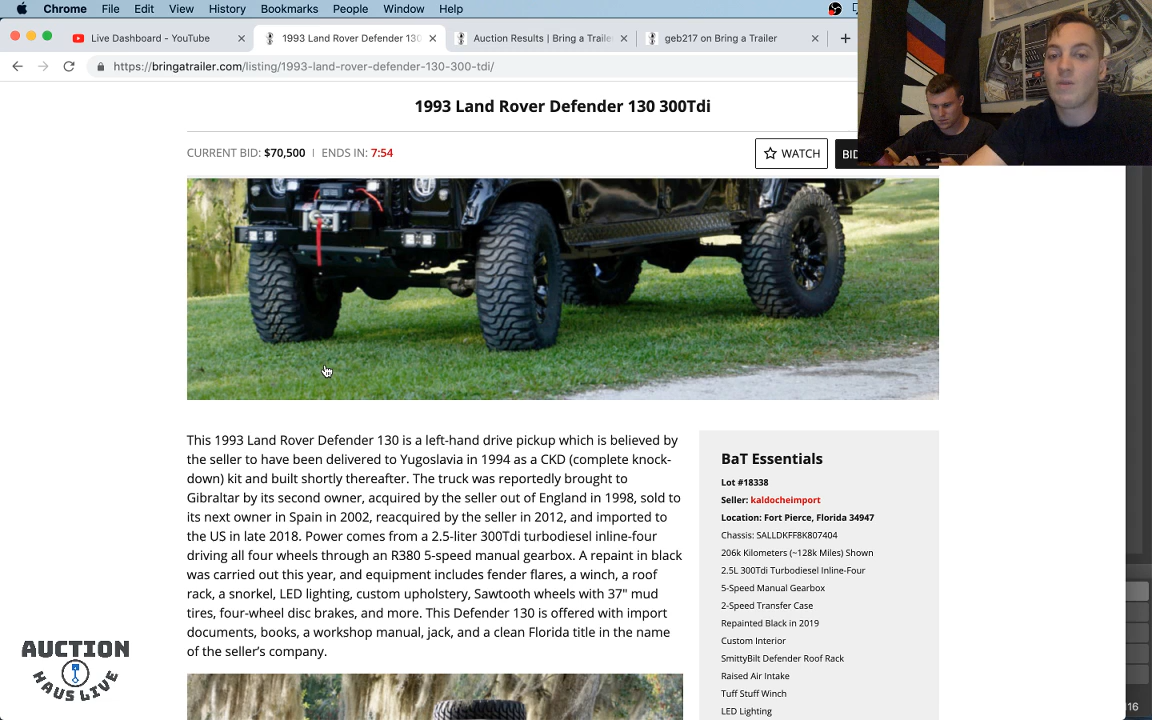 Chrome File Edit View History Bookmarks People Window Help
Live Dashboard - YouTube
1993 Land Rover Defender 130
Auction Results | Bring a Traile
geb217 on Bring a Trailer
https://bringatrailer.com/listing/1993-land-rover-defender-130-300-tdi/
1993 Land Rover Defender 130 300Tdi
CURRENT BID: $70,500 | ENDS IN: 7:54
WATCH
BID
This 1993 Land Rover Defender 130 is a left-hand drive pickup which is believed by
the seller to have been delivered to Yugoslavia in 1994 as a CKD (complete knock-
down) kit and built shortly thereafter. The truck was reportedly brought to
Gibraltar by its second owner, acquired by the seller out of England in 1998, sold to
its next owner in Spain in 2002, reacquired by the seller in 2012, and imported to
the US in late 2018. Power comes from a 2.5-liter 300Tdi turbodiesel inline-four
driving all four wheels through an R380 5-speed manual gearbox. A repaint in black
was carried out this year, and equipment includes fender flares, a winch, a roof
rack, a snorkel, LED lighting, custom upholstery, Sawtooth wheels with 37" mud
tires, four-wheel disc brakes, and more. This Defender 130 is offered with import
documents, books, a workshop manual, jack, and a clean Florida title in the name
of the seller's company.
BaT Essentials
Lot #18338
Seller: kaldocheimport
Location: Fort Pierce, Florida 34947
Chassis: SALLDKFF8K807404
206k Kilometers (~128k Miles) Shown
2.5L 300Tdi Turbodiesel Inline-Four
5-Speed Manual Gearbox
2-Speed Transfer Case
Repainted Black in 2019
Custom Interior
SmittyBilt Defender Roof Rack
Raised Air Intake
Tuff Stuff Winch
LED Lighting
AUCTION
HAUS LIVE
16